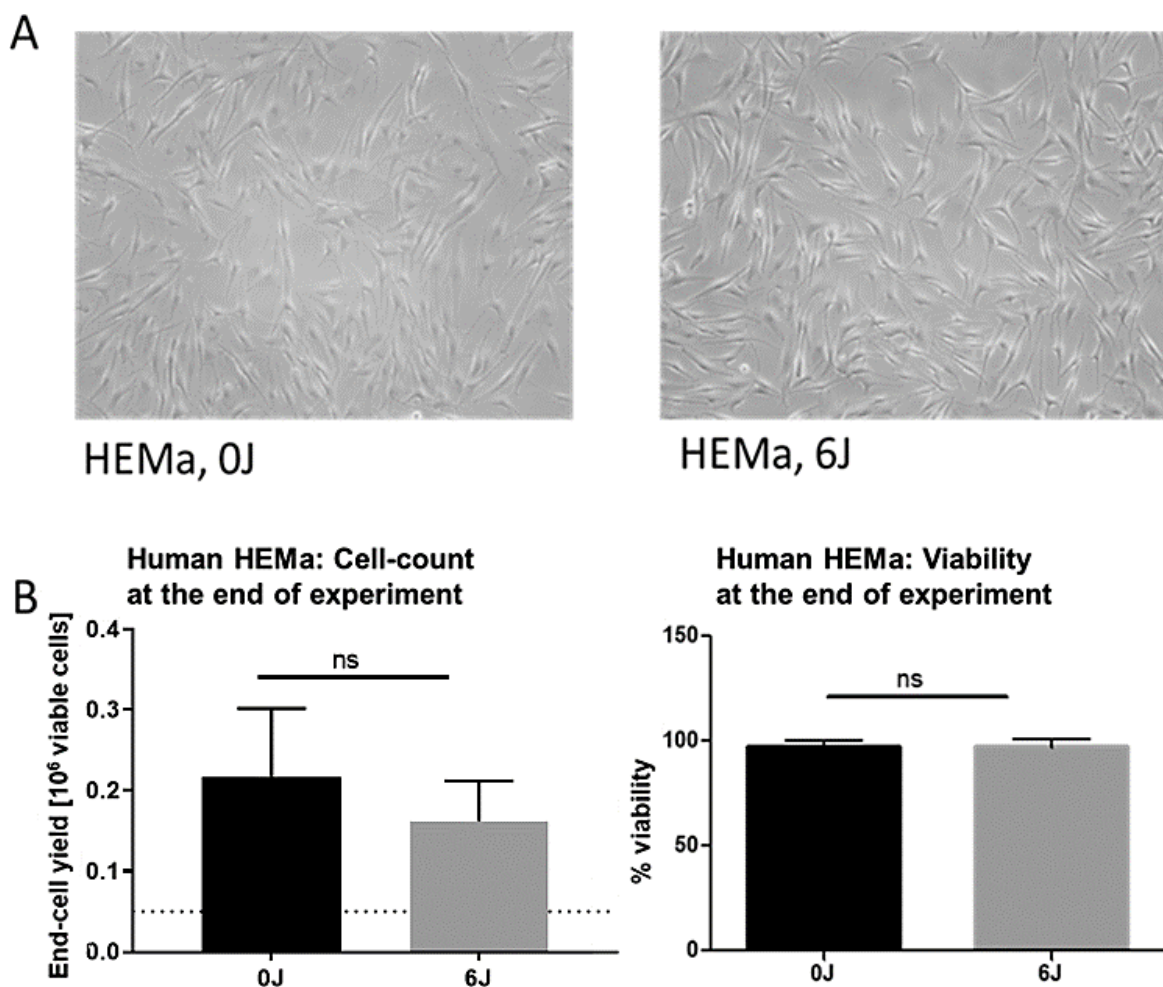 A
HEMa, 0J
HEMa, 6J
B
Human HEMa: Cell-count
at the end of experiment
End-cell yield [10⁶ viable cells]
0.4
0.3
0.2
0.1
0.0
ns
0J
6J
Human HEMa: Viability
at the end of experiment
% viability
150
100
50
0
ns
0J
6J